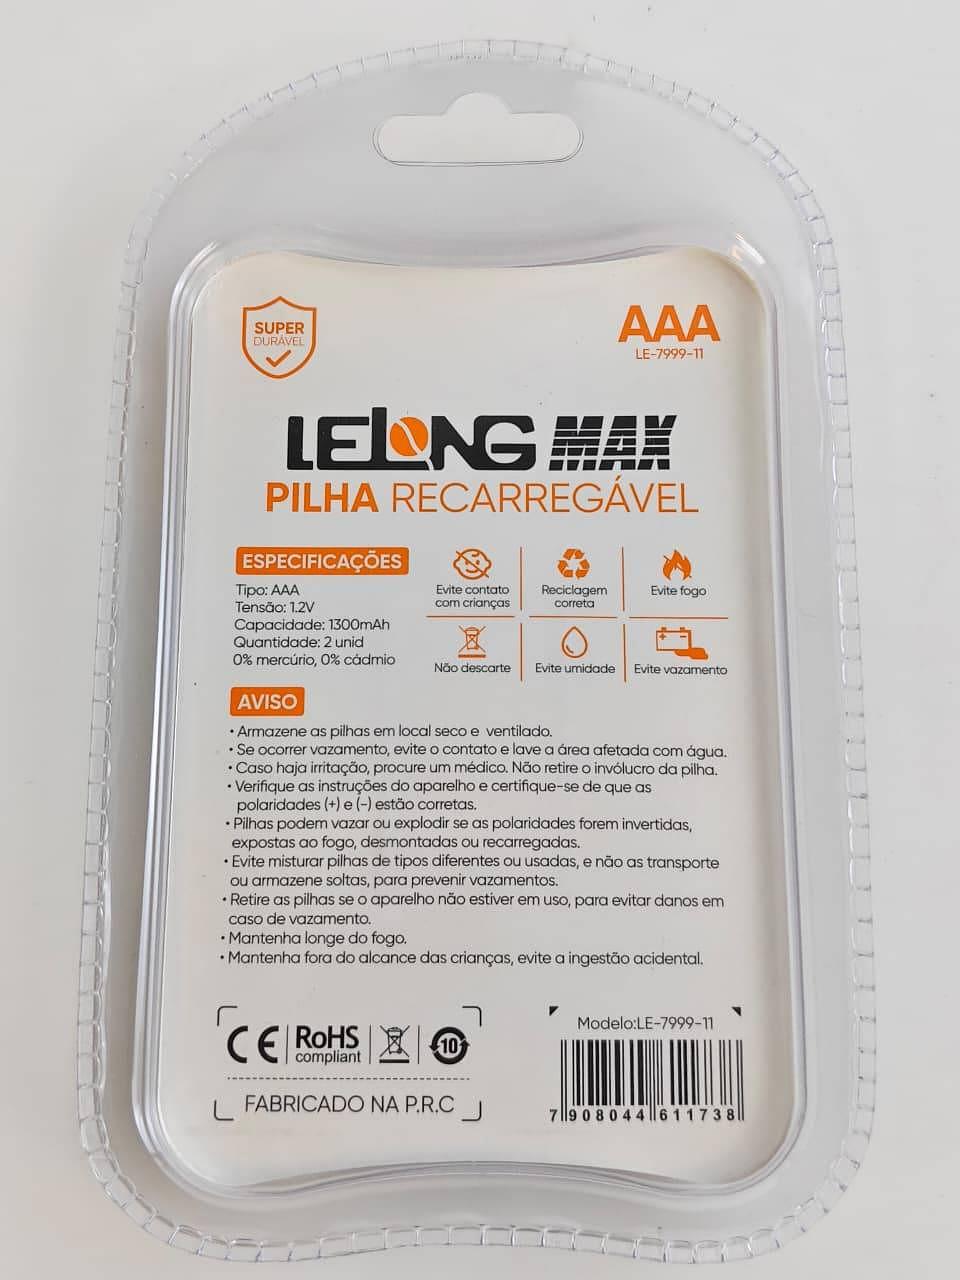 SUPER
DURÁVEL
AAA
LE-7999-11
LELONG MAX
PILHA RECARREGÁVEL
ESPECIFICAÇÕES
Tipo: AAA
Tensão: 1.2V
Capacidade: 1300mAh
Quantidade: 2 unid
0% mercúrio, 0% cádmio
Evite contato
com crianças
Reciclagem
correta
Evite fogo
Não descarte
Evite umidade
Evite vazamento
AVISO
• Armazene as pilhas em local seco e ventilado.
• Se ocorrer vazamento, evite o contato e lave a área afetada com água.
• Caso haja irritação, procure um médico. Não retire o invólucro da pilha.
• Verifique as instruções do aparelho e certifique-se de que as
polaridades (+) e (-) estão corretas.
• Pilhas podem vazar ou explodir se as polaridades forem invertidas,
expostas ao fogo, desmontadas ou recarregadas.
• Evite misturar pilhas de tipos diferentes ou usadas, e não as transporte
ou armazene soltas, para prevenir vazamentos.
• Retire as pilhas se o aparelho não estiver em uso, para evitar danos em
caso de vazamento.
• Mantenha longe do fogo.
• Mantenha fora do alcance das crianças, evite a ingestão acidental.
CE RoHS
compliant
10
FABRICADO NA P.R.C
Modelo:LE-7999-11
7 908044 611738